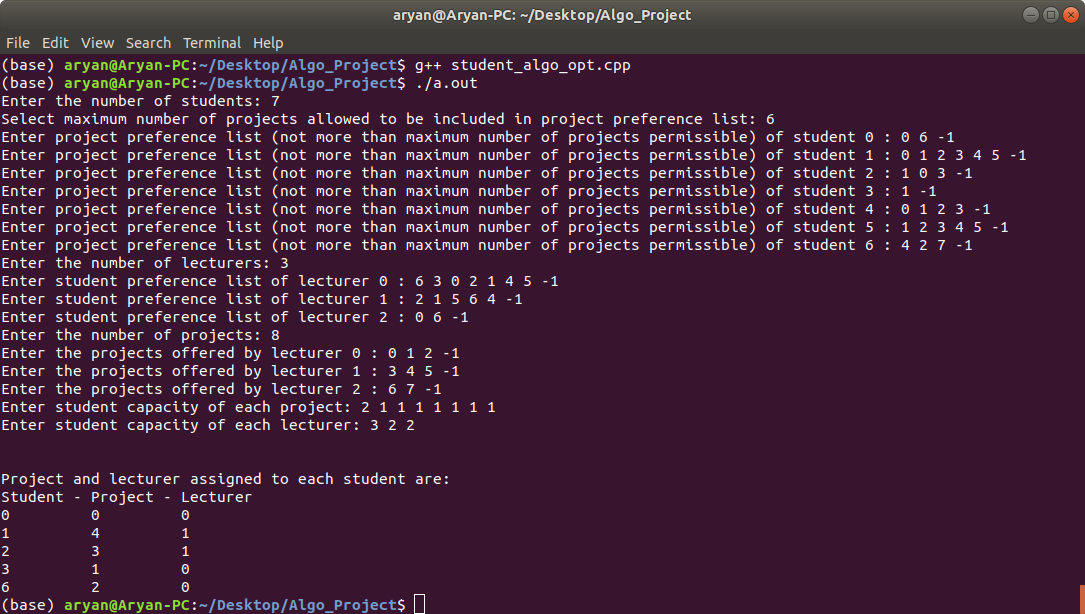 aryan@Aryan-PC: ~/Desktop/Algo_Project
File Edit View Search Terminal Help
(base) aryan@Aryan-PC:~/Desktop/Algo_Project$ g++ student_algo_opt.cpp
(base) aryan@Aryan-PC:~/Desktop/Algo_Project$ ./a.out
Enter the number of students: 7
Select maximum number of projects allowed to be included in project preference list: 6
Enter project preference list (not more than maximum number of projects permissible) of student 0 : 0 6 -1
Enter project preference list (not more than maximum number of projects permissible) of student 1 : 0 1 2 3 4 5 -1
Enter project preference list (not more than maximum number of projects permissible) of student 2 : 1 0 3 -1
Enter project preference list (not more than maximum number of projects permissible) of student 3 : 1 -1
Enter project preference list (not more than maximum number of projects permissible) of student 4 : 0 1 2 3 -1
Enter project preference list (not more than maximum number of projects permissible) of student 5 : 1 2 3 4 5 -1
Enter project preference list (not more than maximum number of projects permissible) of student 6 : 4 2 7 -1
Enter the number of lecturers: 3
Enter student preference list of lecturer 0 : 6 3 0 2 1 4 5 -1
Enter student preference list of lecturer 1 : 2 1 5 6 4 -1
Enter student preference list of lecturer 2 : 0 6 -1
Enter the number of projects: 8
Enter the projects offered by lecturer 0 : 0 1 2 -1
Enter the projects offered by lecturer 1 : 3 4 5 -1
Enter the projects offered by lecturer 2 : 6 7 -1
Enter student capacity of each project: 2 1 1 1 1 1 1 1
Enter student capacity of each lecturer: 3 2 2
Project and lecturer assigned to each student are:
Student - Project - Lecturer
0 0 0
1 4 1
2 3 1
3 1 0
6 2 0
(base) aryan@Aryan-PC:~/Desktop/Algo_Project$